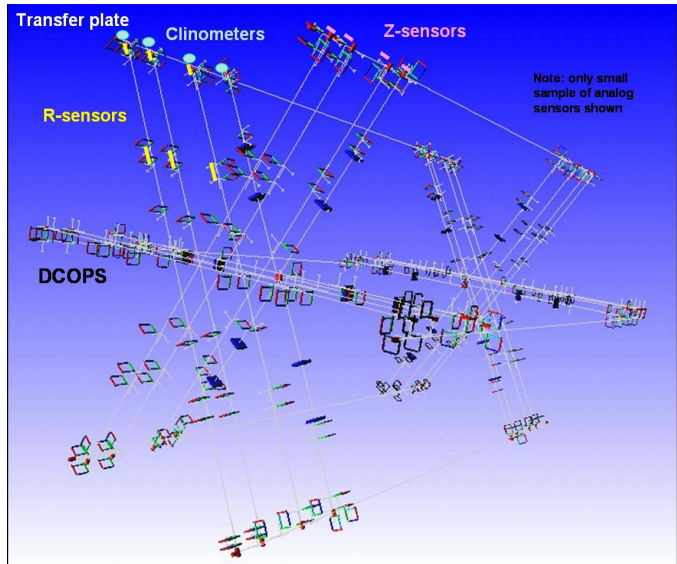 Transfer plate
Clinometers
Z-sensors
Note: only small
sample of analog
sensors shown
R-sensors
DCOPS